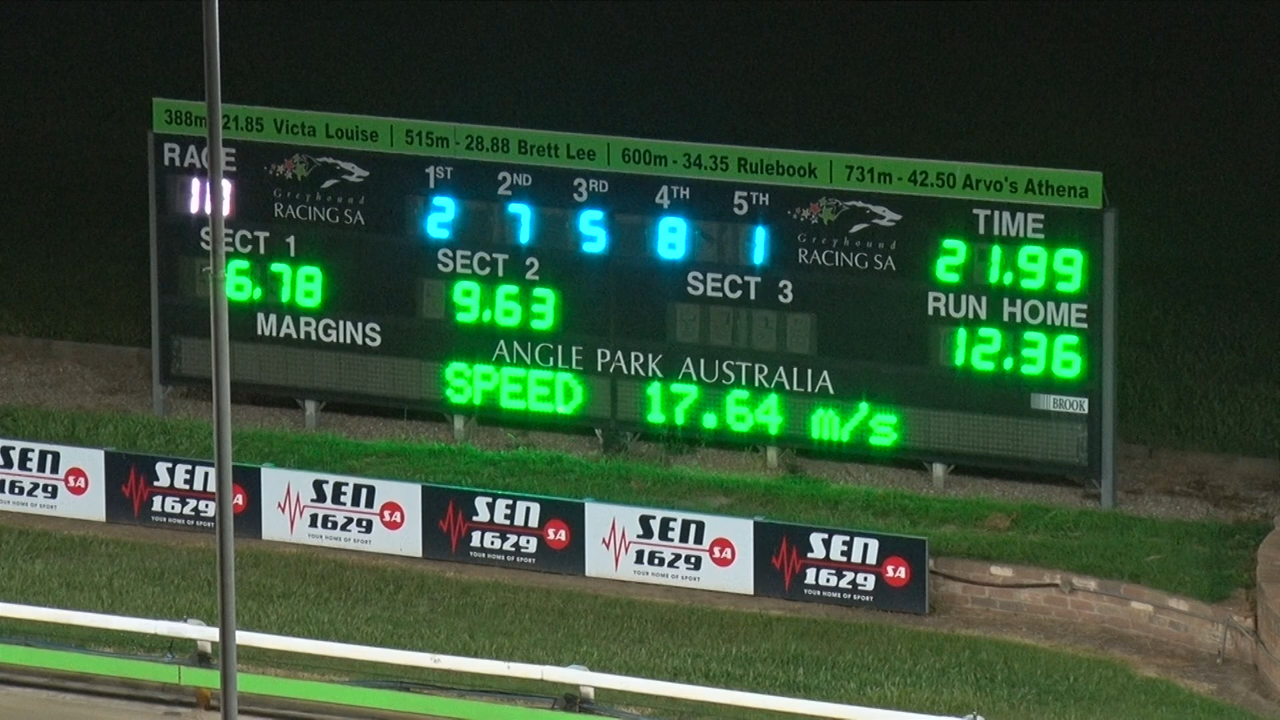 388m 21.85 Victa Louise | 515m - 28.88 Brett Lee | 600m - 34.35 Rulebook | 731m - 42.50 Arvo's Athena
RACE
Greyhound
RACING SA
1ST 2ND 3RD 4TH 5TH
2 7 5 8 1
Greyhound
RACING SA
TIME
21.99
SECT 1
6.78
SECT 2
9.63
SECT 3
RUN HOME
12.36
MARGINS
ANGLE PARK AUSTRALIA
SPEED 17.64 m/s
BROOK
SEN SA
1629
YOUR HOME OF SPORT
SEN
1629
YOUR HOME OF SPORT
SEN SA
1629
YOUR HOME OF SPORT
SEN SA
1629
YOUR HOME OF SPORT
SEN SA
1629
YOUR HOME OF SPORT
SEN SA
1629
YOUR HOME OF SPORT